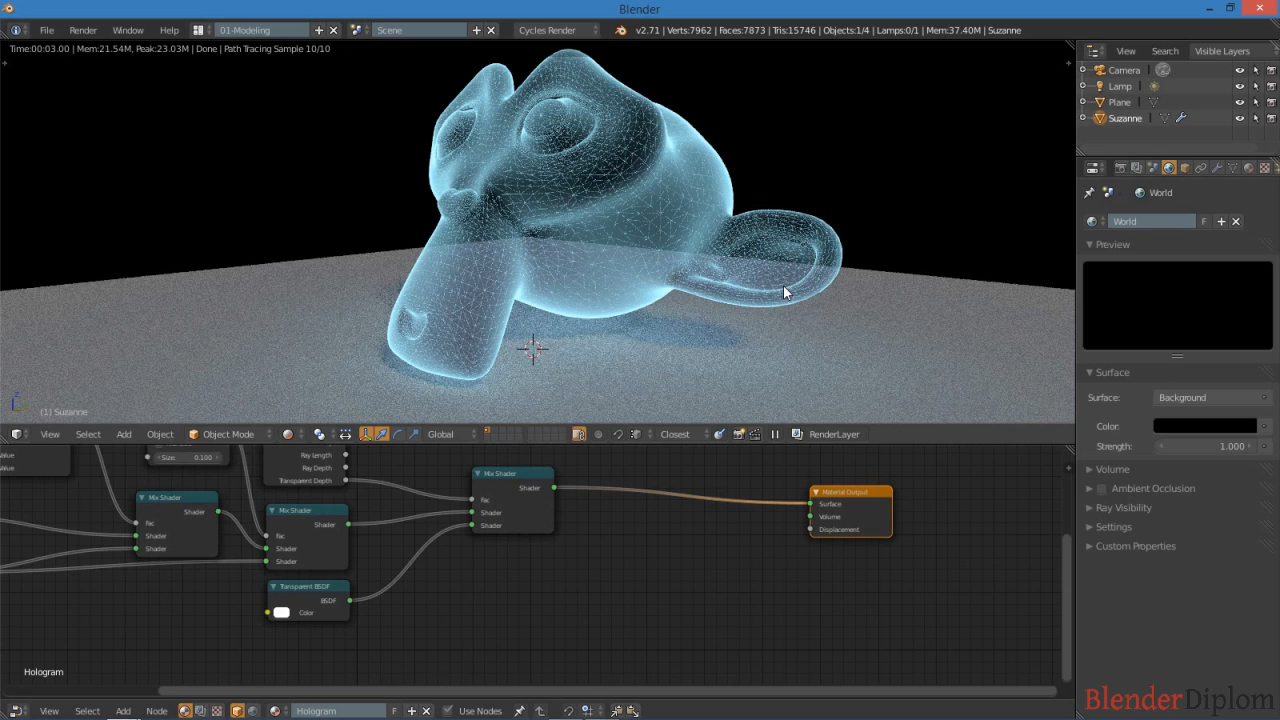 Blender
File Render Window Help 01-Modeling Scene Cycles Render v2.71 | Verts:7962 | Faces:7873 | Tris:15746 | Objects:1/4 | Lamps:0/1 | Mem:37.40M | Suzanne
Time:00:03.00 | Mem:21.54M, Peak:23.03M | Done | Path Tracing Sample 10/10
View Search Visible Layers
Camera
Lamp
Plane
Suzanne
World
World F
Preview
Surface
Surface: Background
Color:
Strength: 1.000
Volume
Ambient Occlusion
Ray Visibility
Settings
Custom Properties
(1) Suzanne
View Select Add Object Object Mode Global Closest RenderLayer
Value
Value
Size: 0.100
Ray Length
Ray Depth
Transparent Depth
Mix Shader
Shader
Fac
Shader
Shader
Mix Shader
Shader
Fac
Shader
Shader
Transparent BSDF
BSDF
Color
Mix Shader
Shader
Fac
Shader
Shader
Material Output
Surface
Volume
Displacement
Hologram
View Select Add Node Hologram F Use Nodes
BlenderDiplom